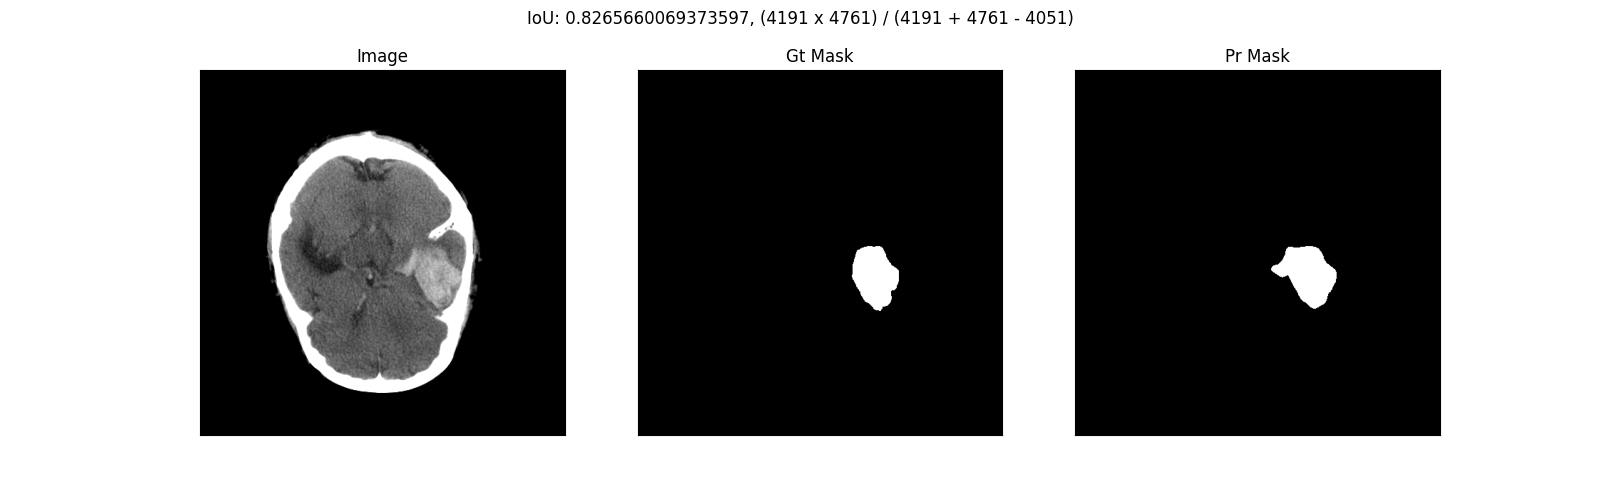 IoU: 0.8265660069373597, (4191 x 4761) / (4191 + 4761 - 4051)
Image
Gt Mask
Pr Mask